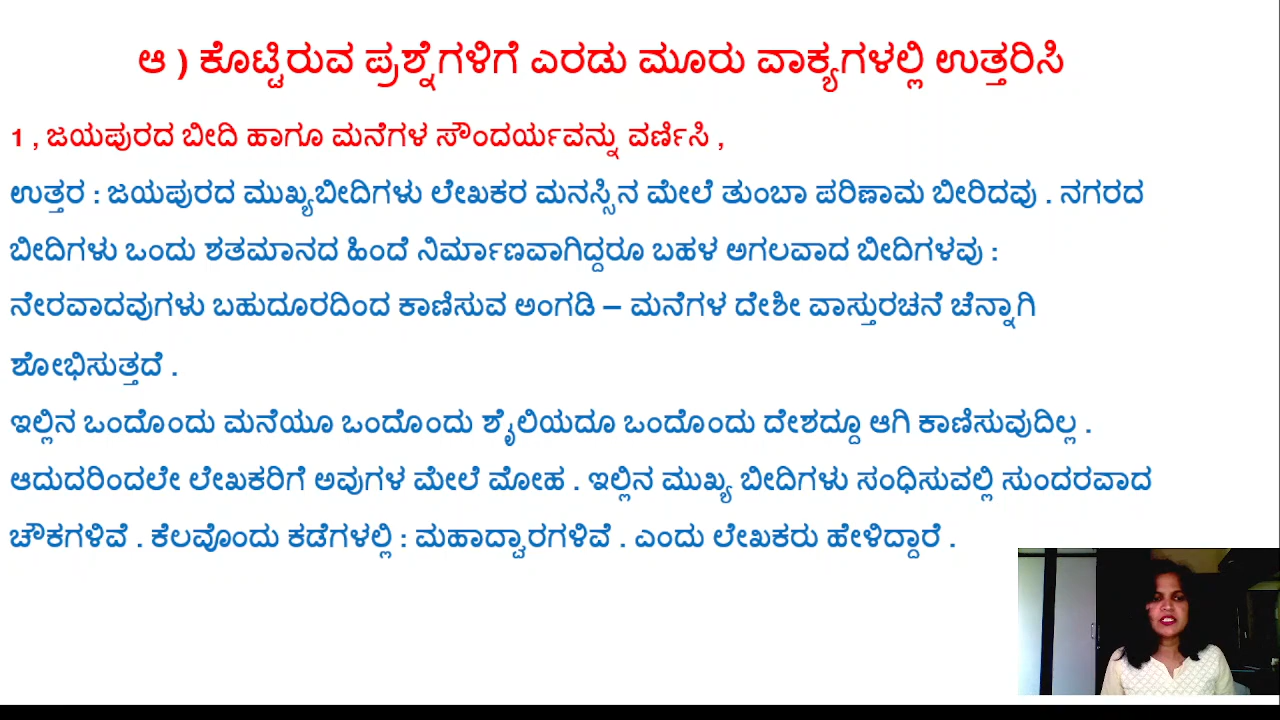 ಆ ) ಕೊಟ್ಟಿರುವ ಪ್ರಶ್ನೆಗಳಿಗೆ ಎರಡು ಮೂರು ವಾಕ್ಯಗಳಲ್ಲಿ ಉತ್ತರಿಸಿ
1 , ಜಯಪುರದ ಬೀದಿ ಹಾಗೂ ಮನೆಗಳ ಸೌಂದರ್ಯವನ್ನು ವರ್ಣಿಸಿ ,
ಉತ್ತರ : ಜಯಪುರದ ಮುಖ್ಯಬೀದಿಗಳು ಲೇಖಕರ ಮನಸ್ಸಿನ ಮೇಲೆ ತುಂಬಾ ಪರಿಣಾಮ ಬೀರಿದವು . ನಗರದ
ಬೀದಿಗಳು ಒಂದು ಶತಮಾನದ ಹಿಂದೆ ನಿರ್ಮಾಣವಾಗಿದ್ದರೂ ಬಹಳ ಅಗಲವಾದ ಬೀದಿಗಳವು :
ನೇರವಾದವುಗಳು ಬಹುದೂರದಿಂದ ಕಾಣಿಸುವ ಅಂಗಡಿ – ಮನೆಗಳ ದೇಶೀ ವಾಸ್ತುರಚನೆ ಚೆನ್ನಾಗಿ
ಶೋಭಿಸುತ್ತದೆ .
ಇಲ್ಲಿನ ಒಂದೊಂದು ಮನೆಯೂ ಒಂದೊಂದು ಶೈಲಿಯದೂ ಒಂದೊಂದು ದೇಶದ್ದೂ ಆಗಿ ಕಾಣಿಸುವುದಿಲ್ಲ .
ಆದುದರಿಂದಲೇ ಲೇಖಕರಿಗೆ ಅವುಗಳ ಮೇಲೆ ಮೋಹ . ಇಲ್ಲಿನ ಮುಖ್ಯ ಬೀದಿಗಳು ಸಂಧಿಸುವಲ್ಲಿ ಸುಂದರವಾದ
ಚೌಕಗಳಿವೆ . ಕೆಲವೊಂದು ಕಡೆಗಳಲ್ಲಿ : ಮಹಾದ್ವಾರಗಳಿವೆ . ಎಂದು ಲೇಖಕರು ಹೇಳಿದ್ದಾರೆ .